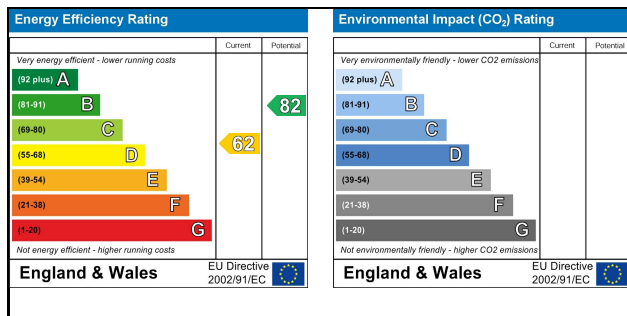 Energy Efficiency Rating
Current Potential
Very energy efficient - lower running costs
(92 plus) A
(81-91) B
82
(69-80) C
62
(55-68) D
(39-54) E
(21-38) F
(1-20) G
Not energy efficient - higher running costs
England & Wales
EU Directive
2002/91/EC
Environmental Impact (CO₂) Rating
Current Potential
Very environmentally friendly - lower CO2 emissions
(92 plus) A
(81-91) B
(69-80) C
(55-68) D
(39-54) E
(21-38) F
(1-20) G
Not environmentally friendly - higher CO2 emissions
England & Wales
EU Directive
2002/91/EC